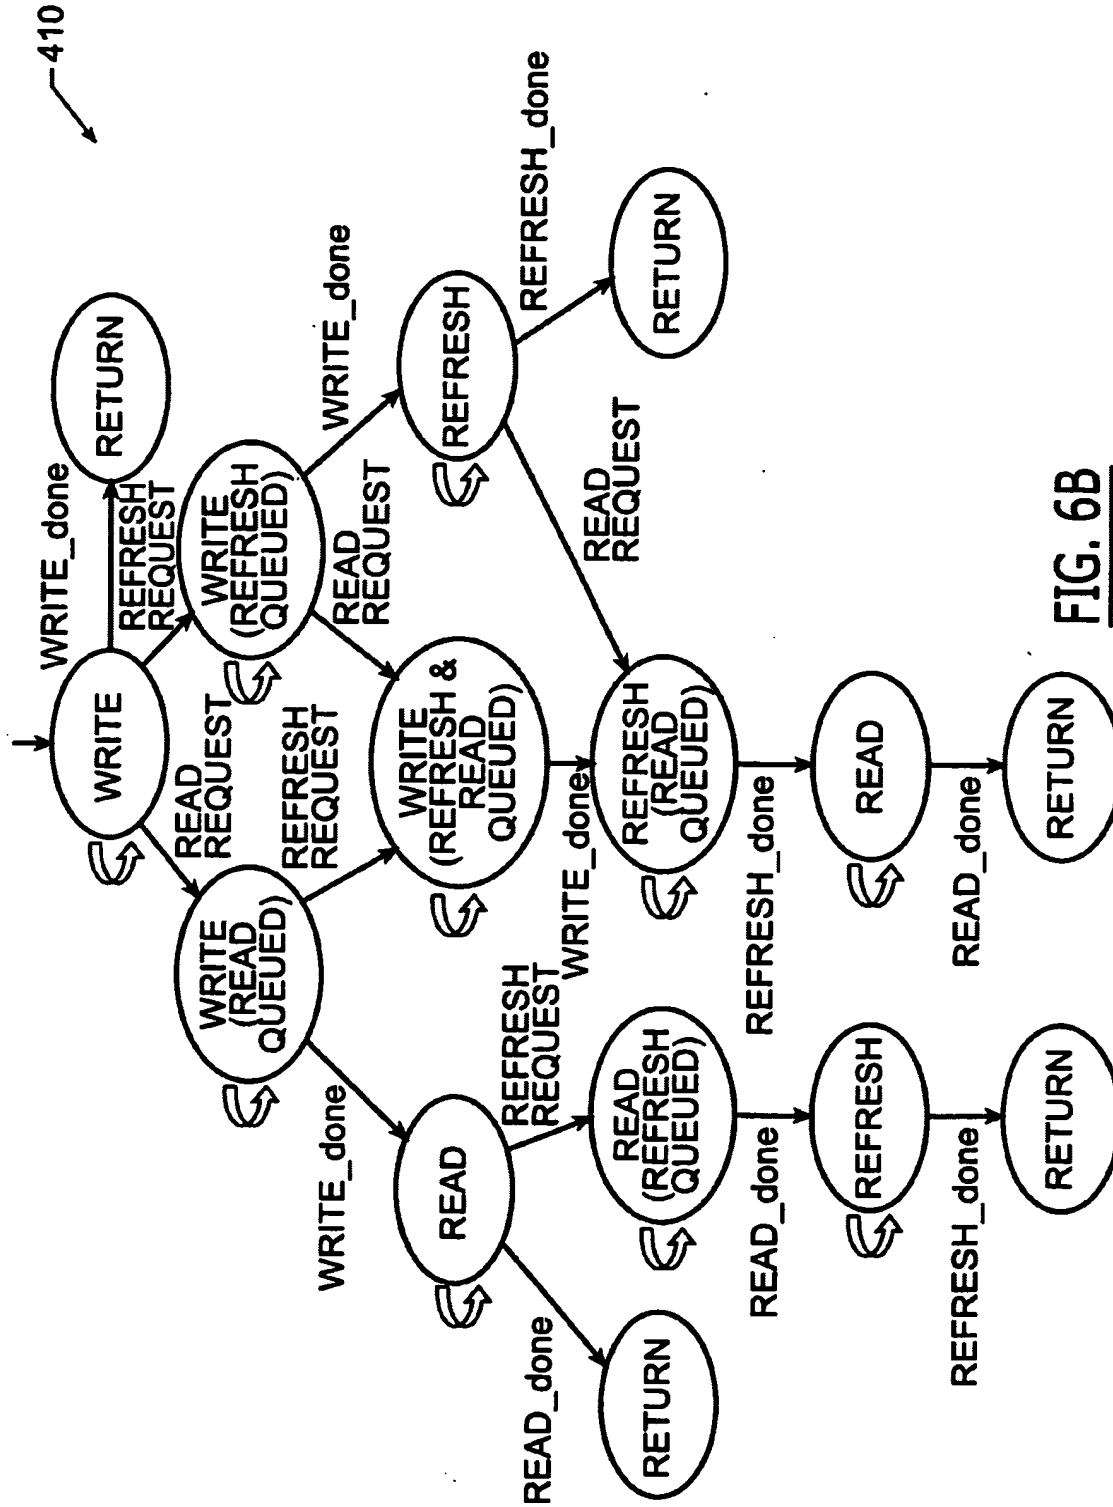 410
WRITE_done
WRITE
RETURN
READ
REQUEST
REFRESH
REQUEST
WRITE
(READ
QUEUED)
WRITE
(REFRESH
QUEUED)
WRITE_done
REFRESH
REQUEST
READ
REQUEST
WRITE_done
READ
WRITE
(REFRESH &
READ
QUEUED)
REFRESH
READ_done
REFRESH
REQUEST
WRITE_done
READ
REQUEST
REFRESH_done
RETURN
READ
(REFRESH
QUEUED)
REFRESH
(READ
QUEUED)
RETURN
READ_done
REFRESH_done
REFRESH
READ
REFRESH_done
READ_done
RETURN
RETURN
FIG. 6B